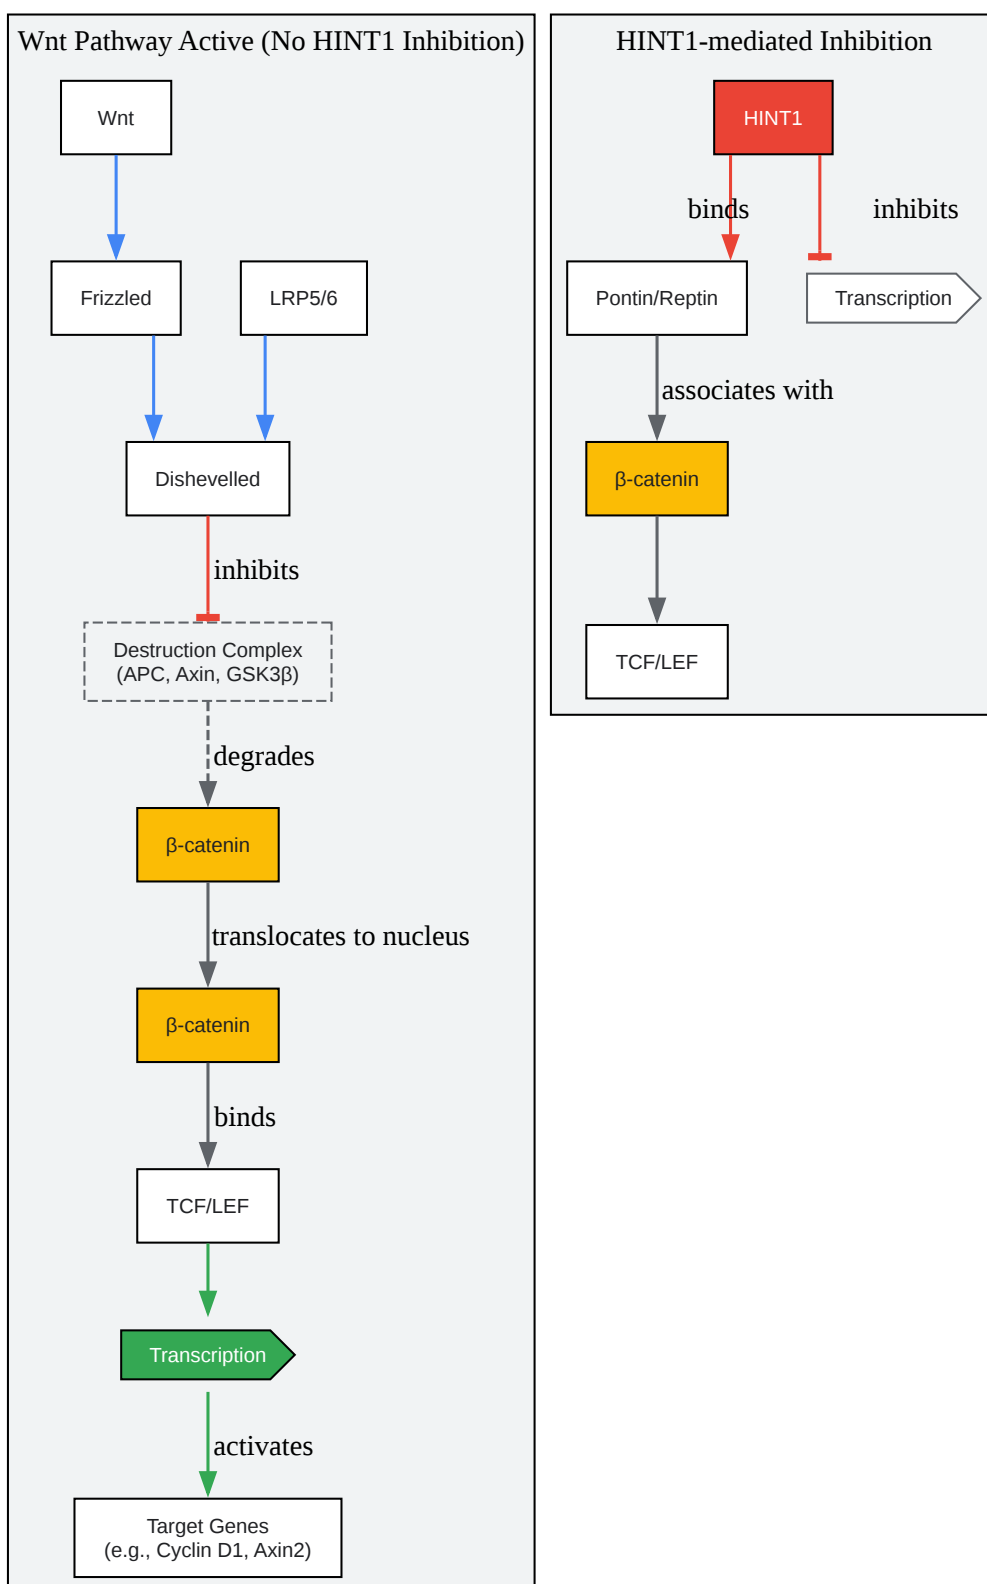 Wnt Pathway Active (No HINT1 Inhibition)
Wnt
Frizzled
LRP5/6
Dishevelled
inhibits
Destruction Complex
(APC, Axin, GSK3β)
degrades
β-catenin
translocates to nucleus
β-catenin
binds
TCF/LEF
Transcription
activates
Target Genes
(e.g., Cyclin D1, Axin2)
HINT1-mediated Inhibition
HINT1
binds
inhibits
Pontin/Reptin
Transcription
associates with
β-catenin
TCF/LEF